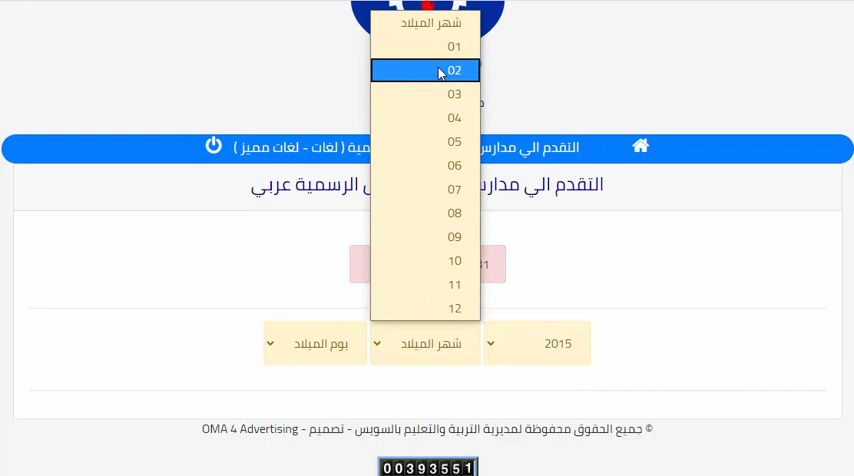 شهر الميلاد
01
02
03
04
05
06
07
08
09
10
11
12
التقدم الي مدارس مية ( لغات - لغات مميز )
التقدم الي مدارس الرسمية عربي
31
2015 شهر الميلاد يوم الميلاد
© جميع الحقوق محفوظة لمديرية التربية والتعليم بالسويس - تصميم - OMA 4 Advertising
00393551